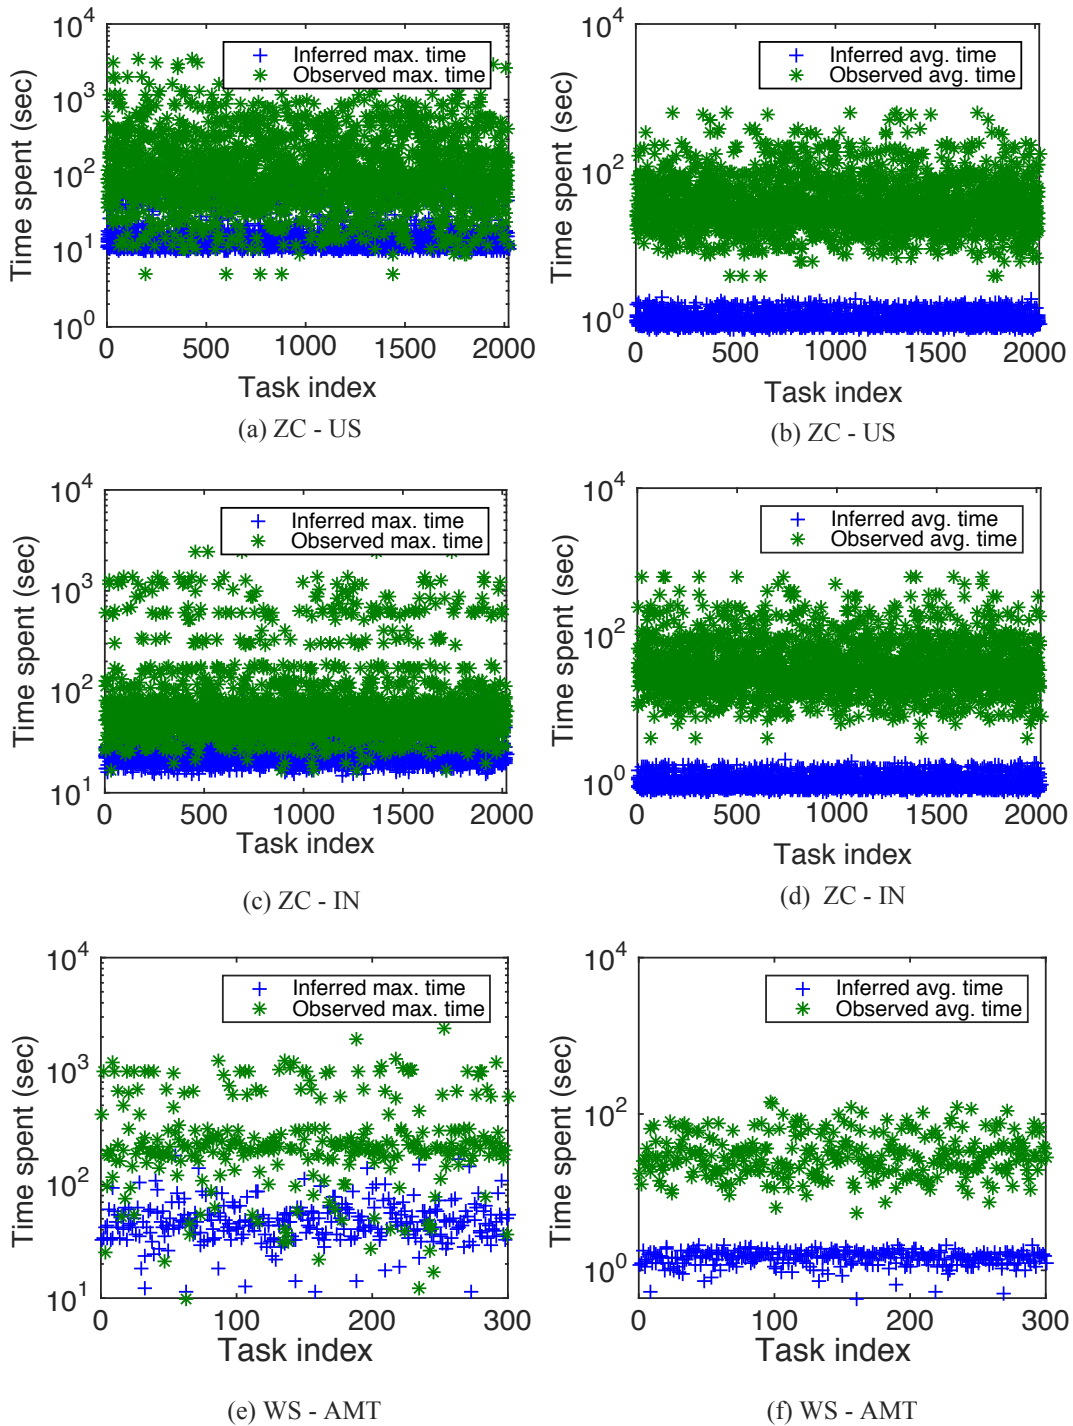 10^4
10^3
10^2
10^1
10^0
Time spent (sec)
Inferred max. time
Observed max. time
0 500 1000 1500 2000
Task index
(a) ZC - US
10^4
10^2
10^0
Time spent (sec)
Inferred avg. time
Observed avg. time
0 500 1000 1500 2000
Task index
(b) ZC - US
10^4
10^3
10^2
10^1
Time spent (sec)
Inferred max. time
Observed max. time
0 500 1000 1500 2000
Task index
(c) ZC - IN
10^4
10^2
10^0
Time spent (sec)
Inferred avg. time
Observed avg. time
0 500 1000 1500 2000
Task index
(d) ZC - IN
10^4
10^3
10^2
10^1
Time spent (sec)
Inferred max. time
Observed max. time
0 100 200 300
Task index
(e) WS - AMT
10^4
10^2
10^0
Time spent (sec)
Inferred avg. time
Observed avg. time
0 100 200 300
Task index
(f) WS - AMT